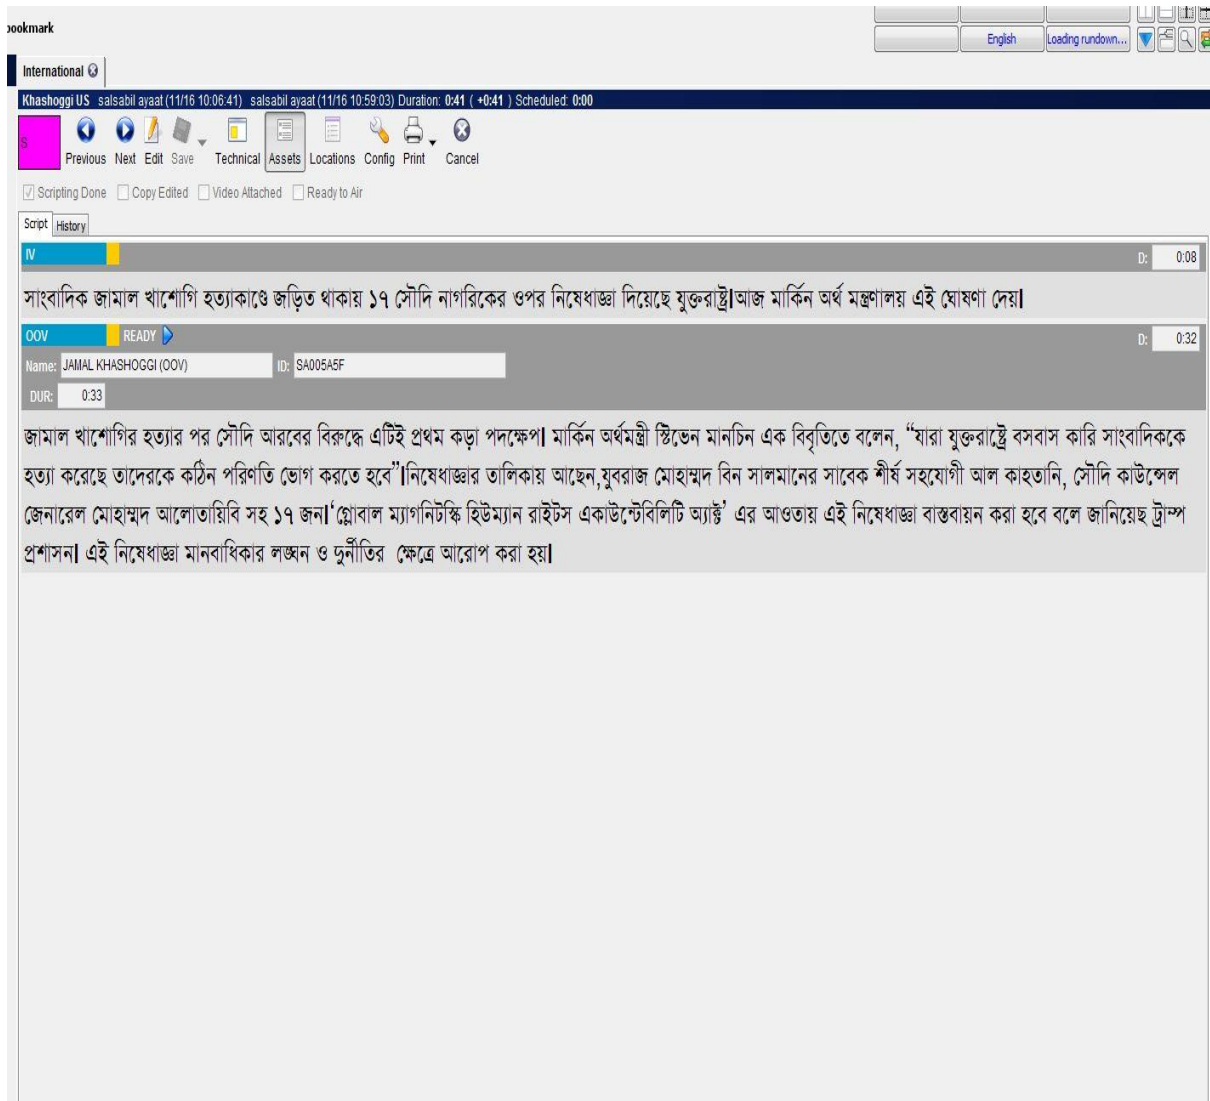 bookmark
English Loading rundown...
International
Khashoggi US salsabil ayaat (11/16 10:06:41) salsabil ayaat (11/16 10:59:03) Duration: 0:41 ( +0:41 ) Scheduled: 0:00
S
Previous Next Edit Save Technical Assets Locations Config Print Cancel
Scripting Done Copy Edited Video Attached Ready to Air
Script History
IV D: 0:08
সাংবাদিক জামাল খাশোগি হত্যাকাণ্ডে জড়িত থাকায় ১৭ সৌদি নাগরিকের ওপর নিষেধাজ্ঞা দিয়েছে যুক্তরাষ্ট্র|আজ মার্কিন অর্থ মন্ত্রণালয় এই ঘোষণা দেয়|
OOV READY D: 0:32
Name: JAMAL KHASHOGGI (OOV) ID: SA005A5F
DUR: 0:33
জামাল খাশোগির হত্যার পর সৌদি আরবের বিরুদ্ধে এটিই প্রথম কড়া পদক্ষেপ| মার্কিন অর্থমন্ত্রী স্টিভেন মানচিন এক বিবৃতিতে বলেন, “যারা যুক্তরাষ্ট্রে বসবাস কারি সাংবাদিককে
হত্যা করেছে তাদেরকে কঠিন পরিণতি ভোগ করতে হবে”|নিষেধাজ্ঞার তালিকায় আছেন,যুবরাজ মোহাম্মদ বিন সালমানের সাবেক শীর্ষ সহযোগী আল কাহতানি, সৌদি কাউন্সেল
জেনারেল মোহাম্মদ আলোতায়িবি সহ ১৭ জন|‘গ্লোবাল ম্যাগনিটস্কি হিউম্যান রাইটস একাউন্টেবিলিটি অ্যাক্ট’ এর আওতায় এই নিষেধাজ্ঞা বাস্তবায়ন করা হবে বলে জানিয়েছ ট্রাম্প
প্রশাসন| এই নিষেধাজ্ঞা মানবাধিকার লঙ্ঘন ও দুর্নীতির ক্ষেত্রে আরোপ করা হয়|